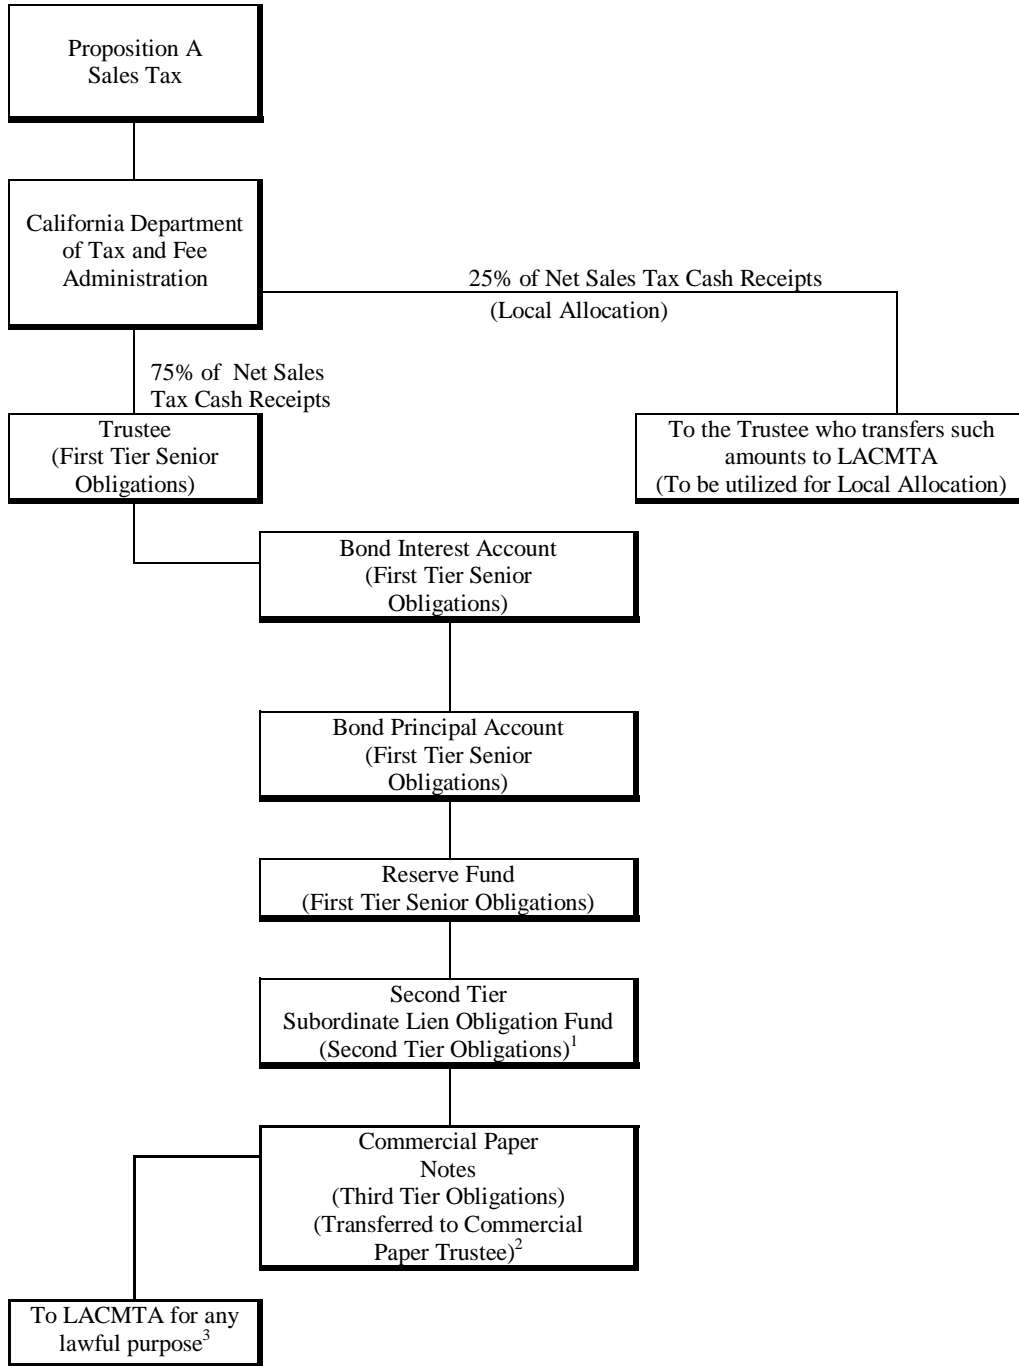 Proposition A
Sales Tax
California Department
of Tax and Fee
Administration
25% of Net Sales Tax Cash Receipts
(Local Allocation)
75% of Net Sales
Tax Cash Receipts
Trustee
(First Tier Senior
Obligations)
To the Trustee who transfers such
amounts to LACMTA
(To be utilized for Local Allocation)
Bond Interest Account
(First Tier Senior
Obligations)
Bond Principal Account
(First Tier Senior
Obligations)
Reserve Fund
(First Tier Senior Obligations)
Second Tier
Subordinate Lien Obligation Fund
(Second Tier Obligations)1
Commercial Paper
Notes
(Third Tier Obligations)
(Transferred to Commercial
Paper Trustee)2
To LACMTA for any
lawful purpose3